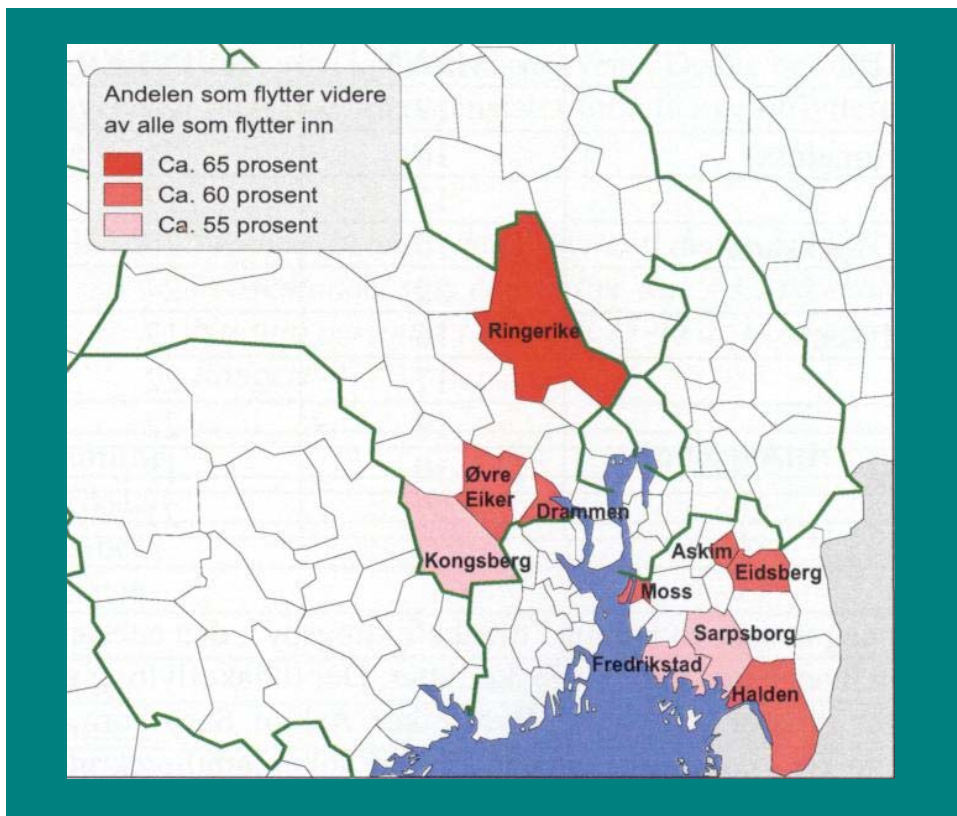 Andelen som flytter videre
av alle som flytter inn
Ca. 65 prosent
Ca. 60 prosent
Ca. 55 prosent
Ringerike
Øvre
Eiker
Drammen
Kongsberg
Askim
Eidsberg
Moss
Sarpsborg
Fredrikstad
Halden